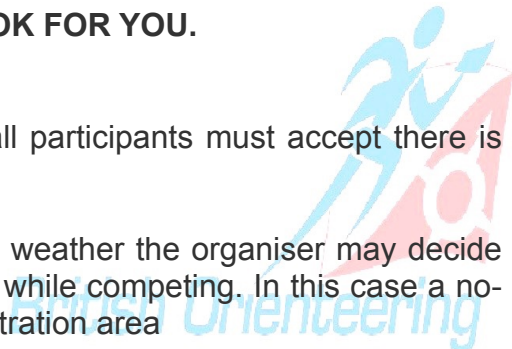 OK FOR YOU.
all participants must accept there is
weather the organiser may decide
while competing. In this case a no-
tration area
British Orienteering